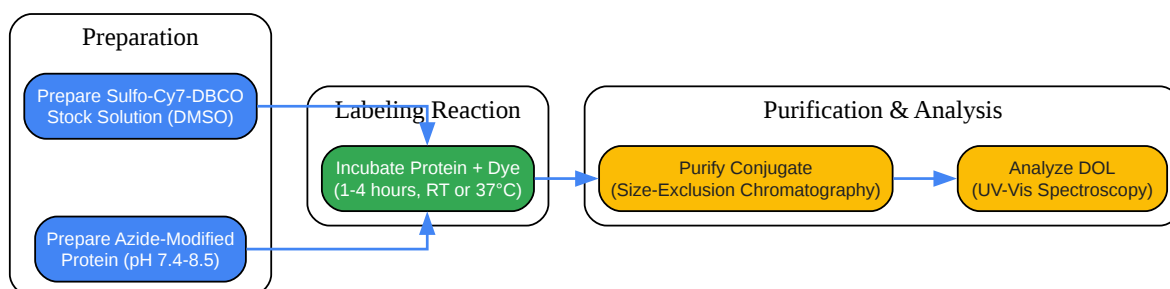 Preparation
Prepare Sulfo-Cy7-DBCO
Stock Solution (DMSO)
Prepare Azide-Modified
Protein (pH 7.4-8.5)
Labeling Reaction
Incubate Protein + Dye
(1-4 hours, RT or 37°C)
Purification & Analysis
Purify Conjugate
(Size-Exclusion Chromatography)
Analyze DOL
(UV-Vis Spectroscopy)